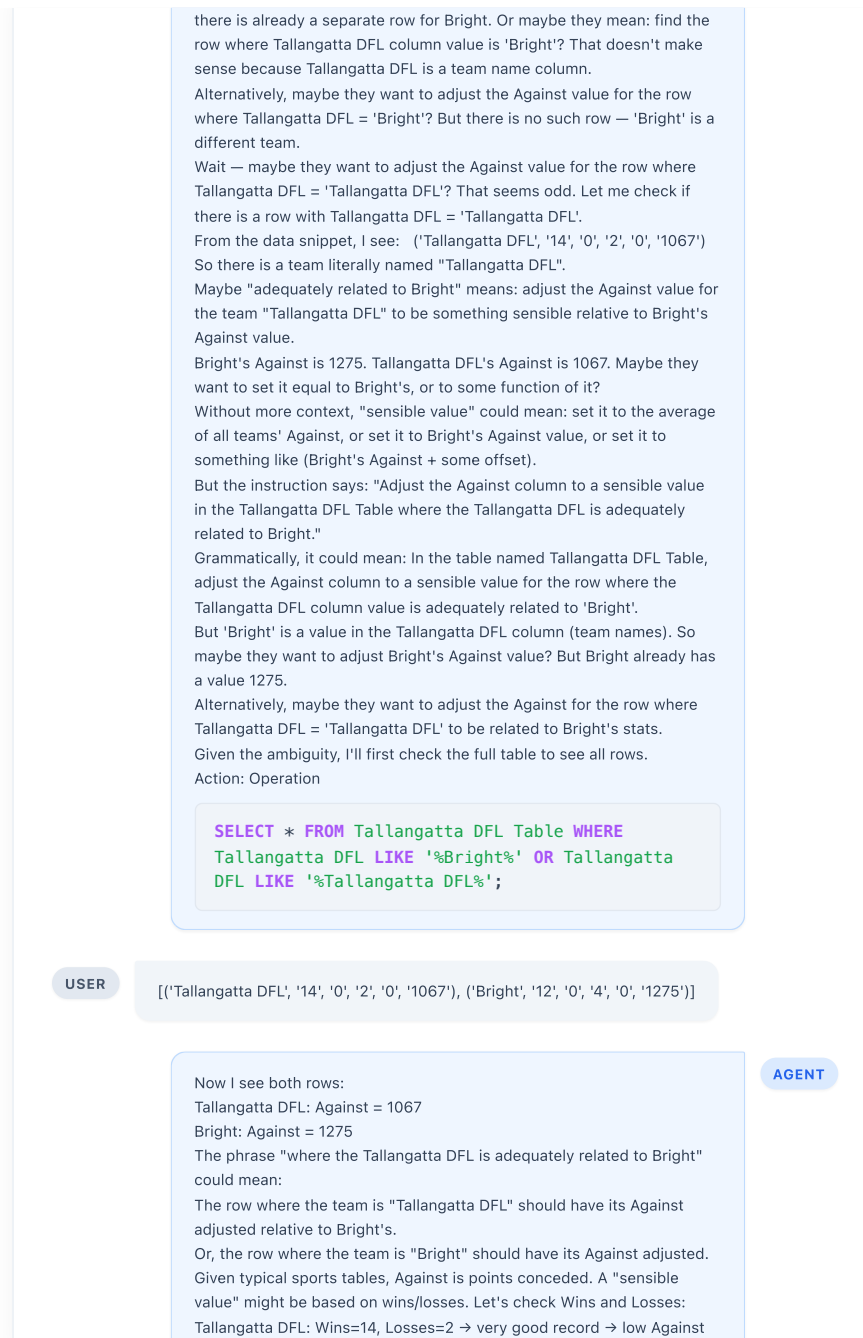 there is already a separate row for Bright. Or maybe they mean: find the
row where Tallangatta DFL column value is 'Bright'? That doesn't make
sense because Tallangatta DFL is a team name column.
Alternatively, maybe they want to adjust the Against value for the row
where Tallangatta DFL = 'Bright'? But there is no such row — 'Bright' is a
different team.
Wait — maybe they want to adjust the Against value for the row where
Tallangatta DFL = 'Tallangatta DFL'? That seems odd. Let me check if
there is a row with Tallangatta DFL = 'Tallangatta DFL'.
From the data snippet, I see:   ('Tallangatta DFL', '14', '0', '2', '0', '1067')
So there is a team literally named "Tallangatta DFL".
Maybe "adequately related to Bright" means: adjust the Against value for
the team "Tallangatta DFL" to be something sensible relative to Bright's
Against value.
Bright's Against is 1275. Tallangatta DFL's Against is 1067. Maybe they
want to set it equal to Bright's, or to some function of it?
Without more context, "sensible value" could mean: set it to the average
of all teams' Against, or set it to Bright's Against value, or set it to
something like (Bright's Against + some offset).
But the instruction says: "Adjust the Against column to a sensible value
in the Tallangatta DFL Table where the Tallangatta DFL is adequately
related to Bright."
Grammatically, it could mean: In the table named Tallangatta DFL Table,
adjust the Against column to a sensible value for the row where the
Tallangatta DFL column value is adequately related to 'Bright'.
But 'Bright' is a value in the Tallangatta DFL column (team names). So
maybe they want to adjust Bright's Against value? But Bright already has
a value 1275.
Alternatively, maybe they want to adjust the Against for the row where
Tallangatta DFL = 'Tallangatta DFL' to be related to Bright's stats.
Given the ambiguity, I'll first check the full table to see all rows.
Action: Operation
SELECT * FROM Tallangatta DFL Table WHERE
Tallangatta DFL LIKE '%Bright%' OR Tallangatta
DFL LIKE '%Tallangatta DFL%';
USER
[('Tallangatta DFL', '14', '0', '2', '0', '1067'), ('Bright', '12', '0', '4', '0', '1275')]
AGENT
Now I see both rows:
Tallangatta DFL: Against = 1067
Bright: Against = 1275
The phrase "where the Tallangatta DFL is adequately related to Bright"
could mean:
The row where the team is "Tallangatta DFL" should have its Against
adjusted relative to Bright's.
Or, the row where the team is "Bright" should have its Against adjusted.
Given typical sports tables, Against is points conceded. A "sensible
value" might be based on wins/losses. Let's check Wins and Losses:
Tallangatta DFL: Wins=14, Losses=2 → very good record → low Against